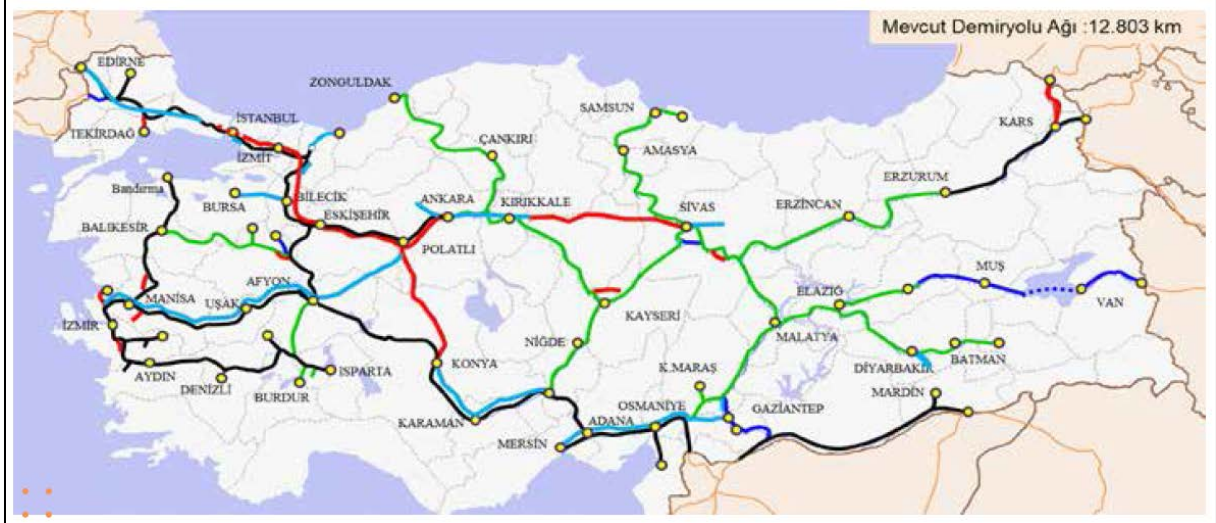 Mevcut Demiryolu Ağı :12.803 km
EDİRNE
ZONGULDAK
SAMSUN
TEKİRDAĞ
İSTANBUL
KARS
İZMİT
ÇANKIRI
AMASYA
Bandırma
BURSA
BİLECİK
ANKARA
KIRIKKALE
SİVAS
ERZİNCAN
ERZURUM
ESKİŞEHİR
BALIKESİR
POLATLI
AFYON
MUŞ
MANİSA
UŞAK
ELAZIĞ
VAN
İZMİR
KAYSERİ
MALATYA
NİĞDE
KONYA
BATMAN
AYDIN
DENİZLİ
ISPARTA
K.MARAŞ
DİYARBAKIR
BURDUR
MARDİN
KARAMAN
OSMANİYE
GAZİANTEP
ADANA
MERSİN